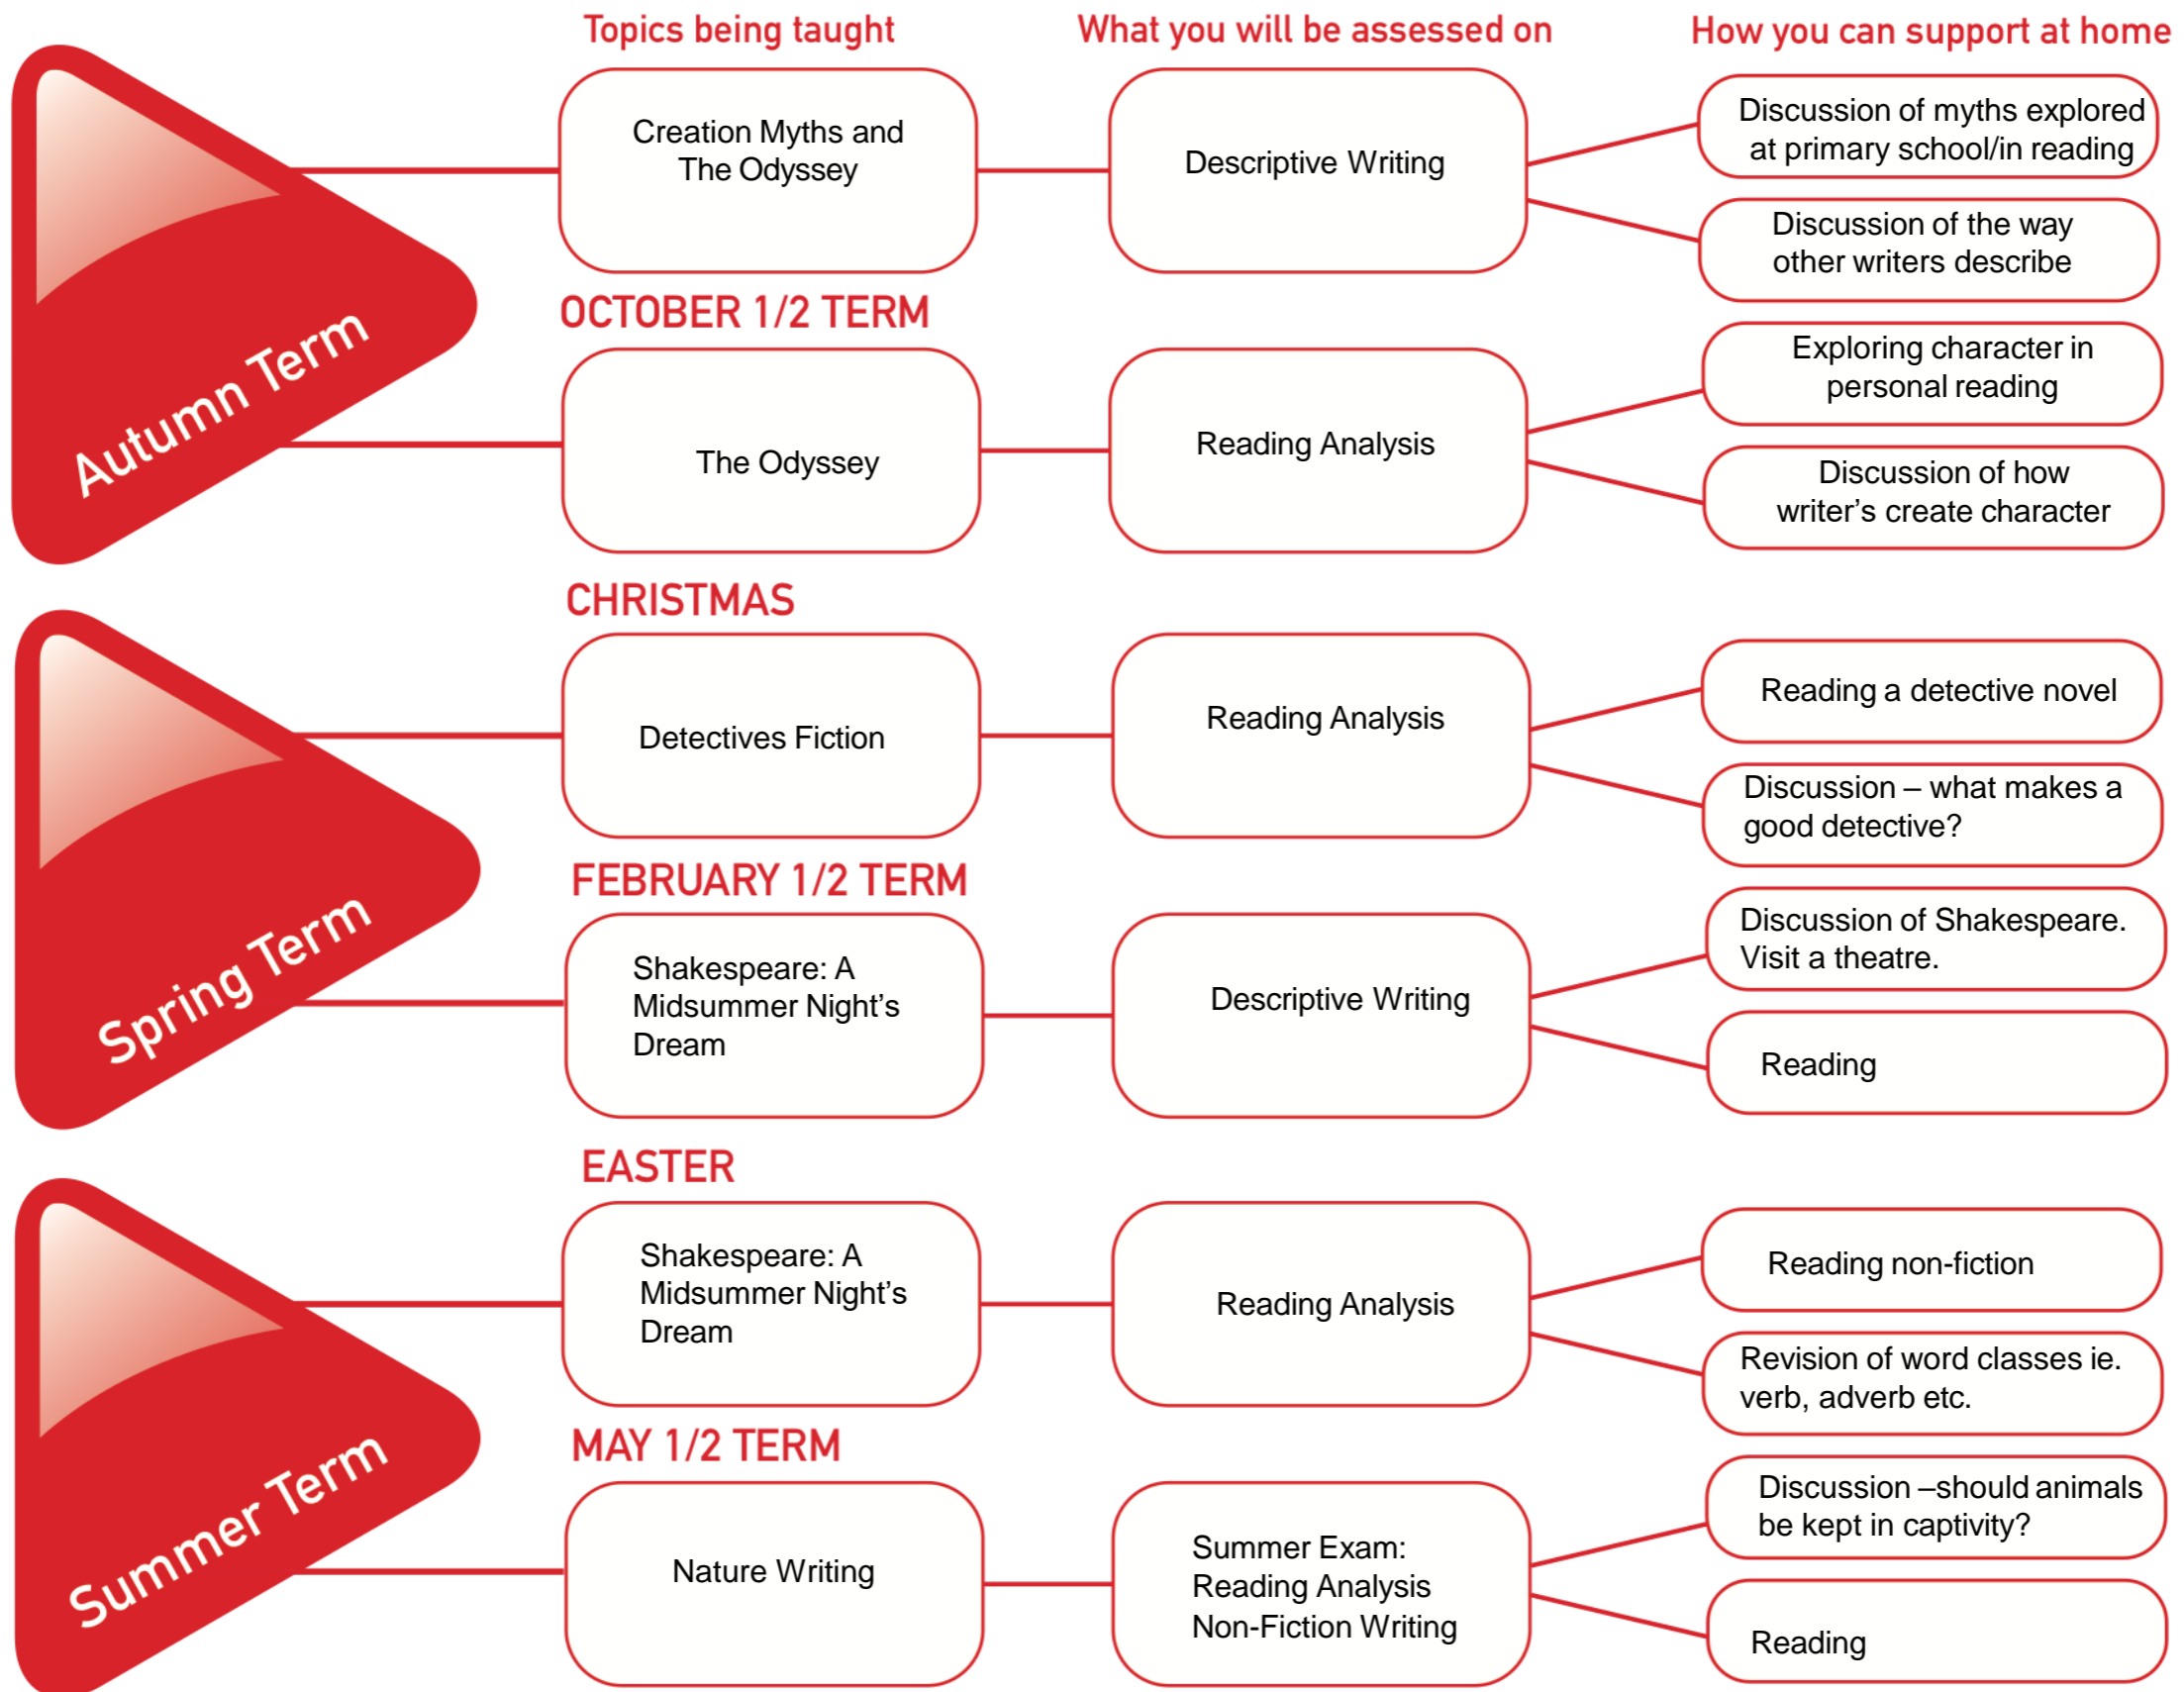 Topics being taught
What you will be assessed on
How you can support at home
Autumn Term
Creation Myths and
The Odyssey
Descriptive Writing
Discussion of myths explored
at primary school/in reading
Discussion of the way
other writers describe
OCTOBER 1/2 TERM
The Odyssey
Reading Analysis
Exploring character in
personal reading
Discussion of how
writer’s create character
CHRISTMAS
Spring Term
Detectives Fiction
Reading Analysis
Reading a detective novel
Discussion – what makes a
good detective?
FEBRUARY 1/2 TERM
Shakespeare: A
Midsummer Night’s
Dream
Descriptive Writing
Discussion of Shakespeare.
Visit a theatre.
Reading
EASTER
Summer Term
Shakespeare: A
Midsummer Night’s
Dream
Reading Analysis
Reading non-fiction
Revision of word classes ie.
verb, adverb etc.
MAY 1/2 TERM
Nature Writing
Summer Exam:
Reading Analysis
Non-Fiction Writing
Discussion –should animals
be kept in captivity?
Reading